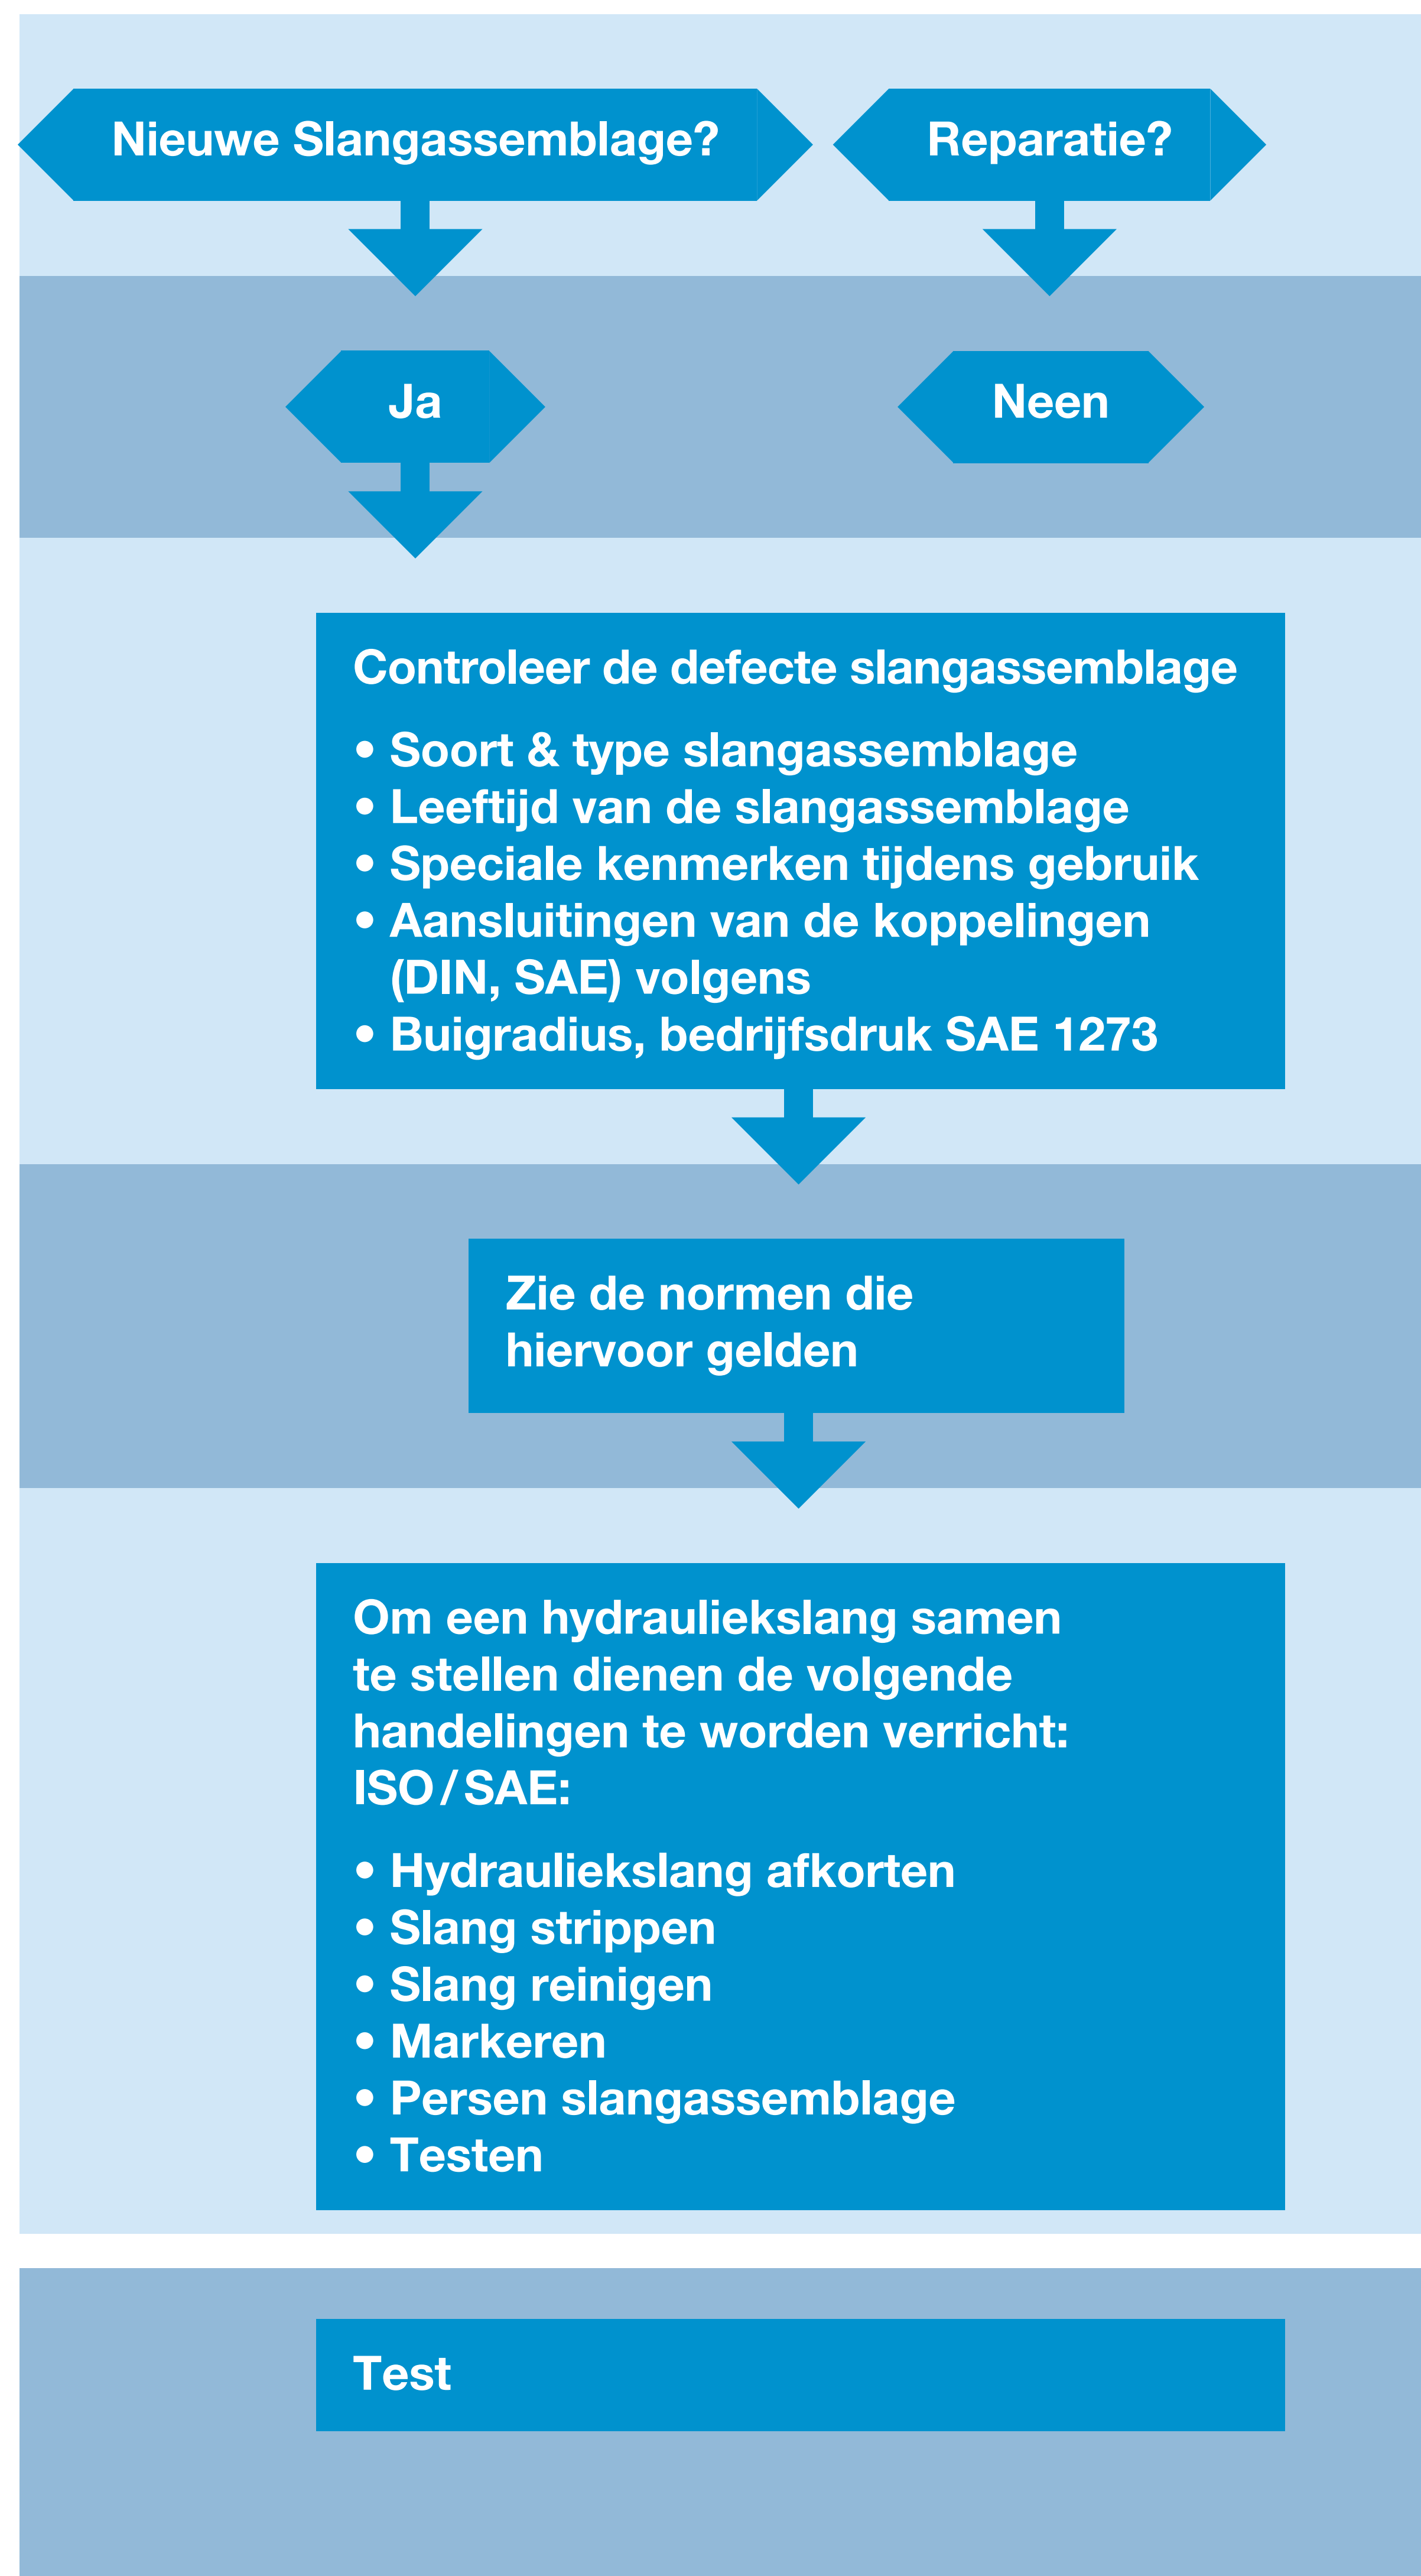 Nieuwe Slangassemblage?
Reparatie?
Ja
Neen
Controleer de defecte slangassemblage
• Soort & type slangassemblage
• Leeftijd van de slangassemblage
• Speciale kenmerken tijdens gebruik
• Aansluitingen van de koppelingen
(DIN, SAE) volgens
• Buigradius, bedrijfsdruk SAE 1273
Zie de normen die
hiervoor gelden
Om een hydrauliekslang samen
te stellen dienen de volgende
handelingen te worden verricht:
ISO / SAE:
• Hydrauliekslang afkorten
• Slang strippen
• Slang reinigen
• Markeren
• Persen slangassemblage
• Testen
Test